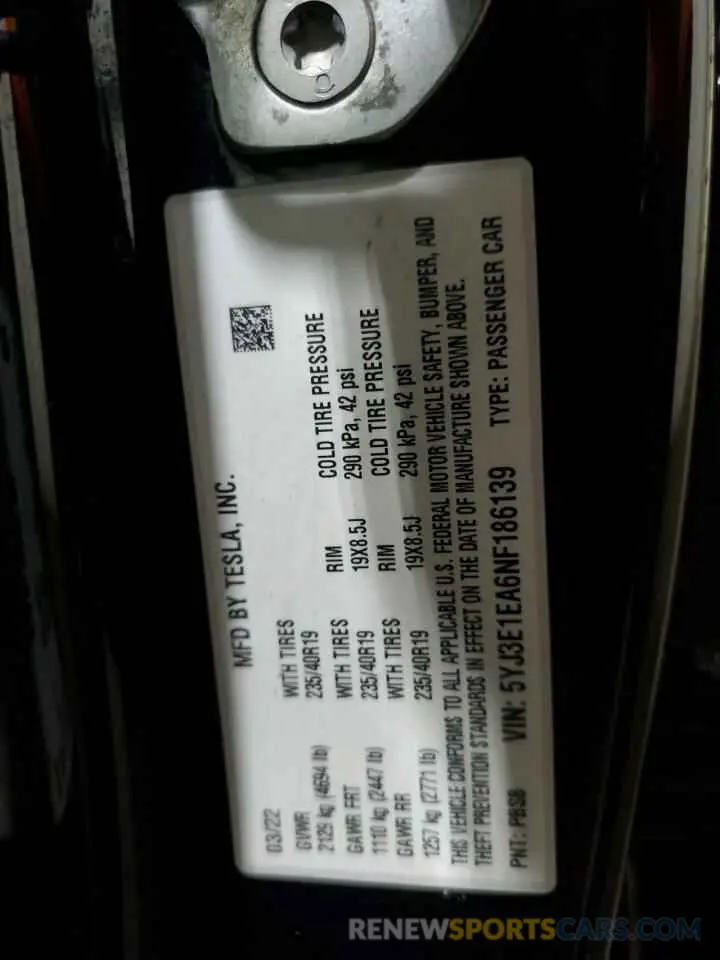 MFD BY TESLA, INC.
03/22
GVWR WITH TIRES RIM COLD TIRE PRESSURE
2129 kg (4694 lb) 235/40R19 19X8.5J 290 kPa, 42 psi
GAWR FRT WITH TIRES RIM COLD TIRE PRESSURE
1110 kg (2447 lb) 235/40R19 19X8.5J 290 kPa, 42 psi
GAWR RR WITH TIRES
1257 kg (2771 lb) 235/40R19
THIS VEHICLE CONFORMS TO ALL APPLICABLE U.S. FEDERAL MOTOR VEHICLE SAFETY, BUMPER, AND
THEFT PREVENTION STANDARDS IN EFFECT ON THE DATE OF MANUFACTURE SHOWN ABOVE.
PNT: PBSB VIN: 5YJ3E1EA6NF186139 TYPE: PASSENGER CAR
RENEWSPORTSCARS.COM